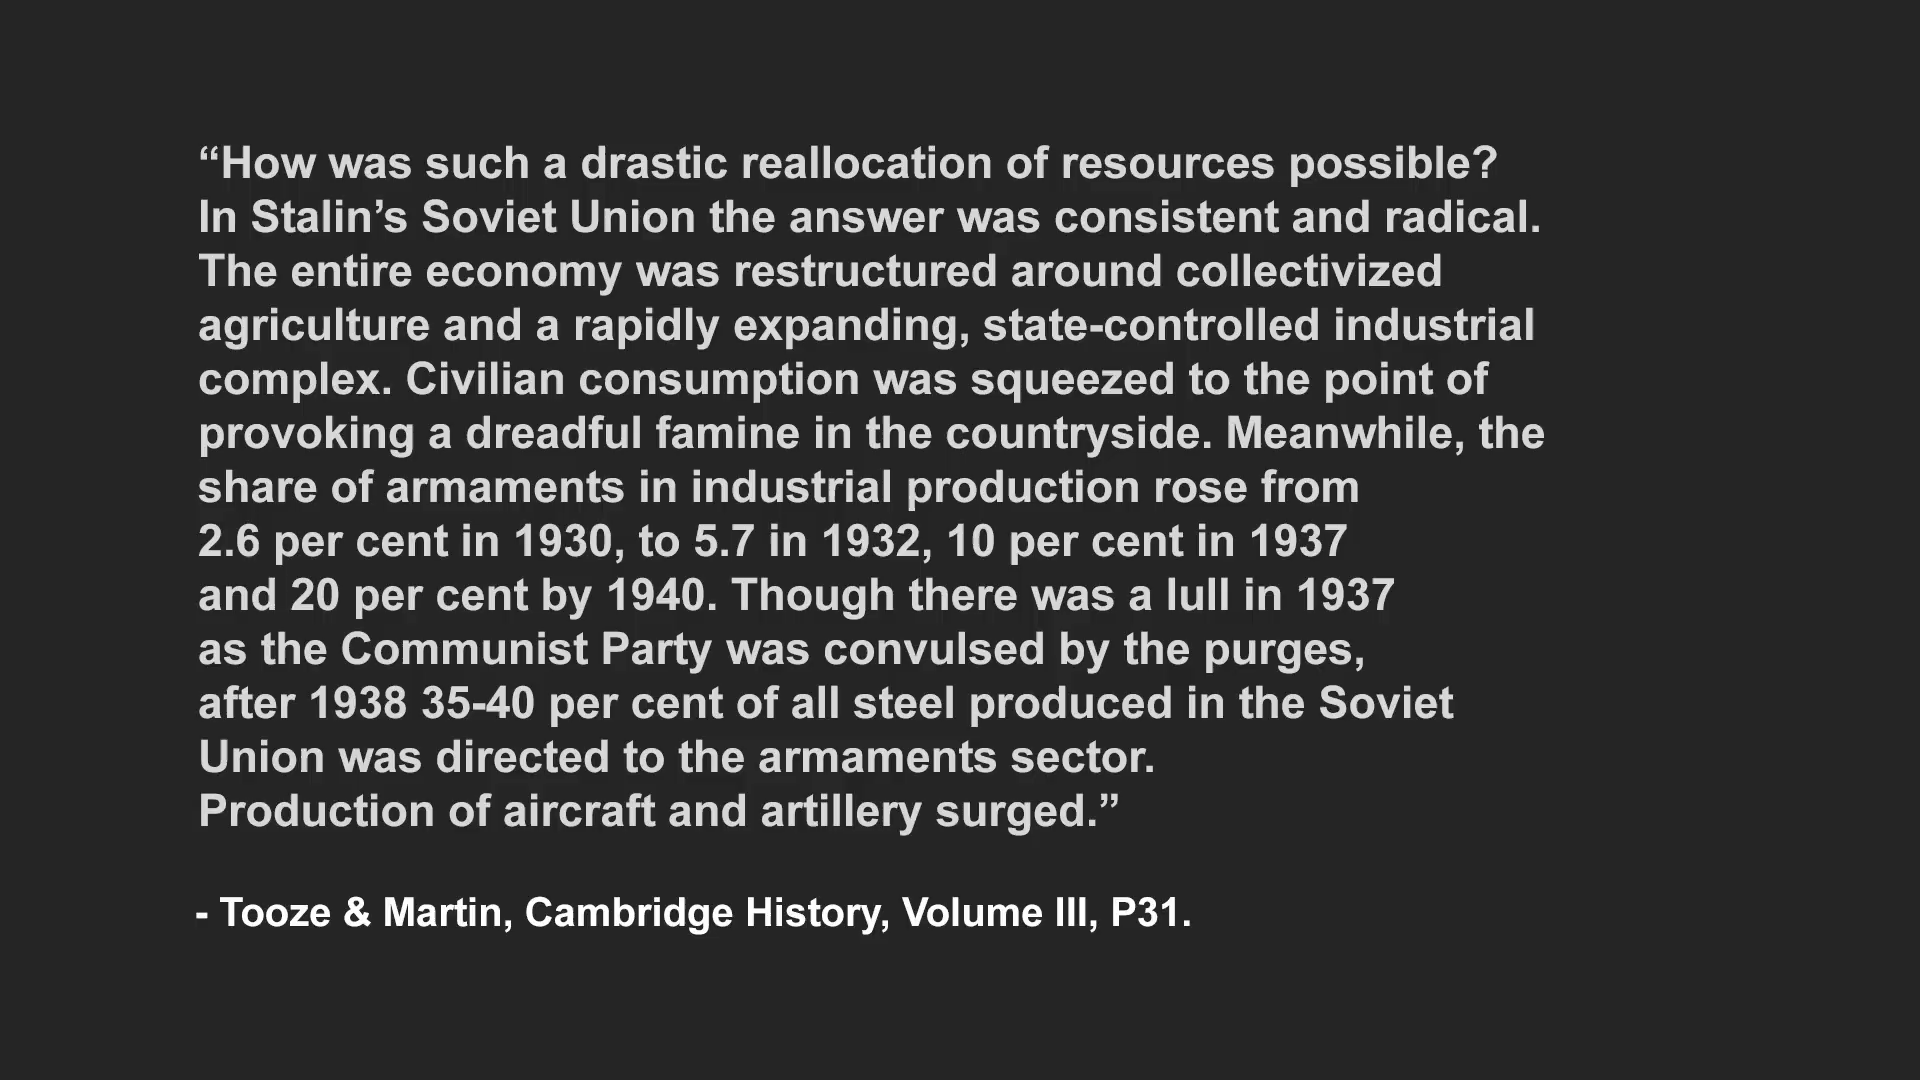 “How was such a drastic reallocation of resources possible?
In Stalin’s Soviet Union the answer was consistent and radical.
The entire economy was restructured around collectivized
agriculture and a rapidly expanding, state-controlled industrial
complex. Civilian consumption was squeezed to the point of
provoking a dreadful famine in the countryside. Meanwhile, the
share of armaments in industrial production rose from
2.6 per cent in 1930, to 5.7 in 1932, 10 per cent in 1937
and 20 per cent by 1940. Though there was a lull in 1937
as the Communist Party was convulsed by the purges,
after 1938 35-40 per cent of all steel produced in the Soviet
Union was directed to the armaments sector.
Production of aircraft and artillery surged.”
- Tooze & Martin, Cambridge History, Volume III, P31.